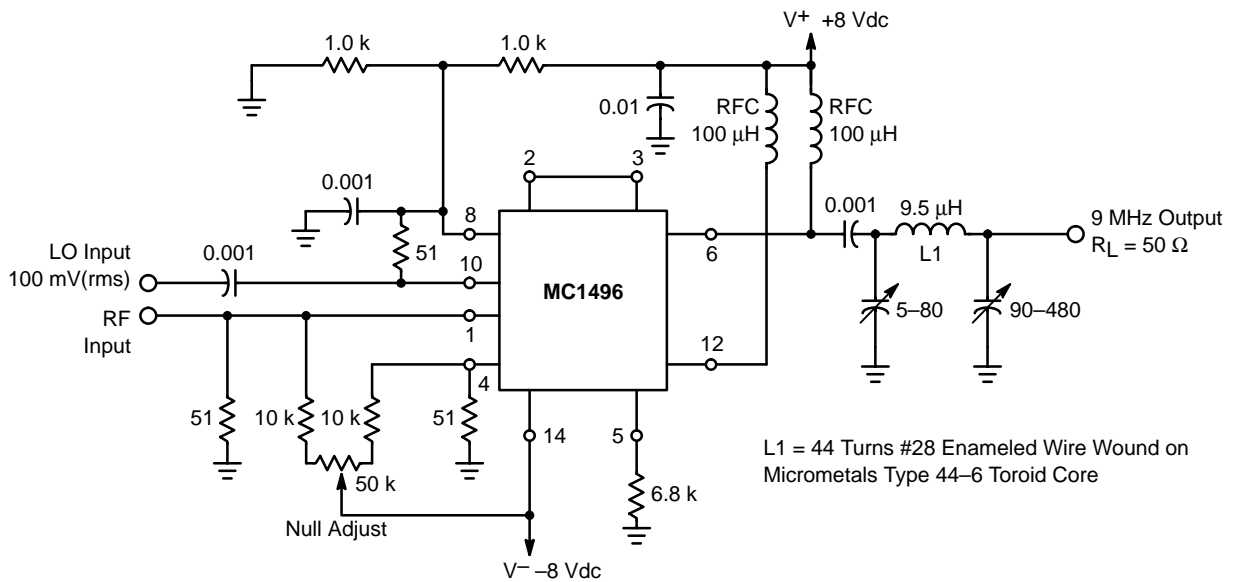 V+ +8 Vdc
1.0 k
1.0 k
0.01
RFC
100 μH
RFC
100 μH
2
3
0.001
8
51
0.001
9.5 μH
L1
9 MHz Output
RL = 50 Ω
LO Input
100 mV(rms)
0.001
10
MC1496
6
RF
Input
1
5–80
90–480
12
4
51
10 k
10 k
51
14
5
50 k
6.8 k
Null Adjust
V– –8 Vdc
L1 = 44 Turns #28 Enameled Wire Wound on
Micrometals Type 44–6 Toroid Core